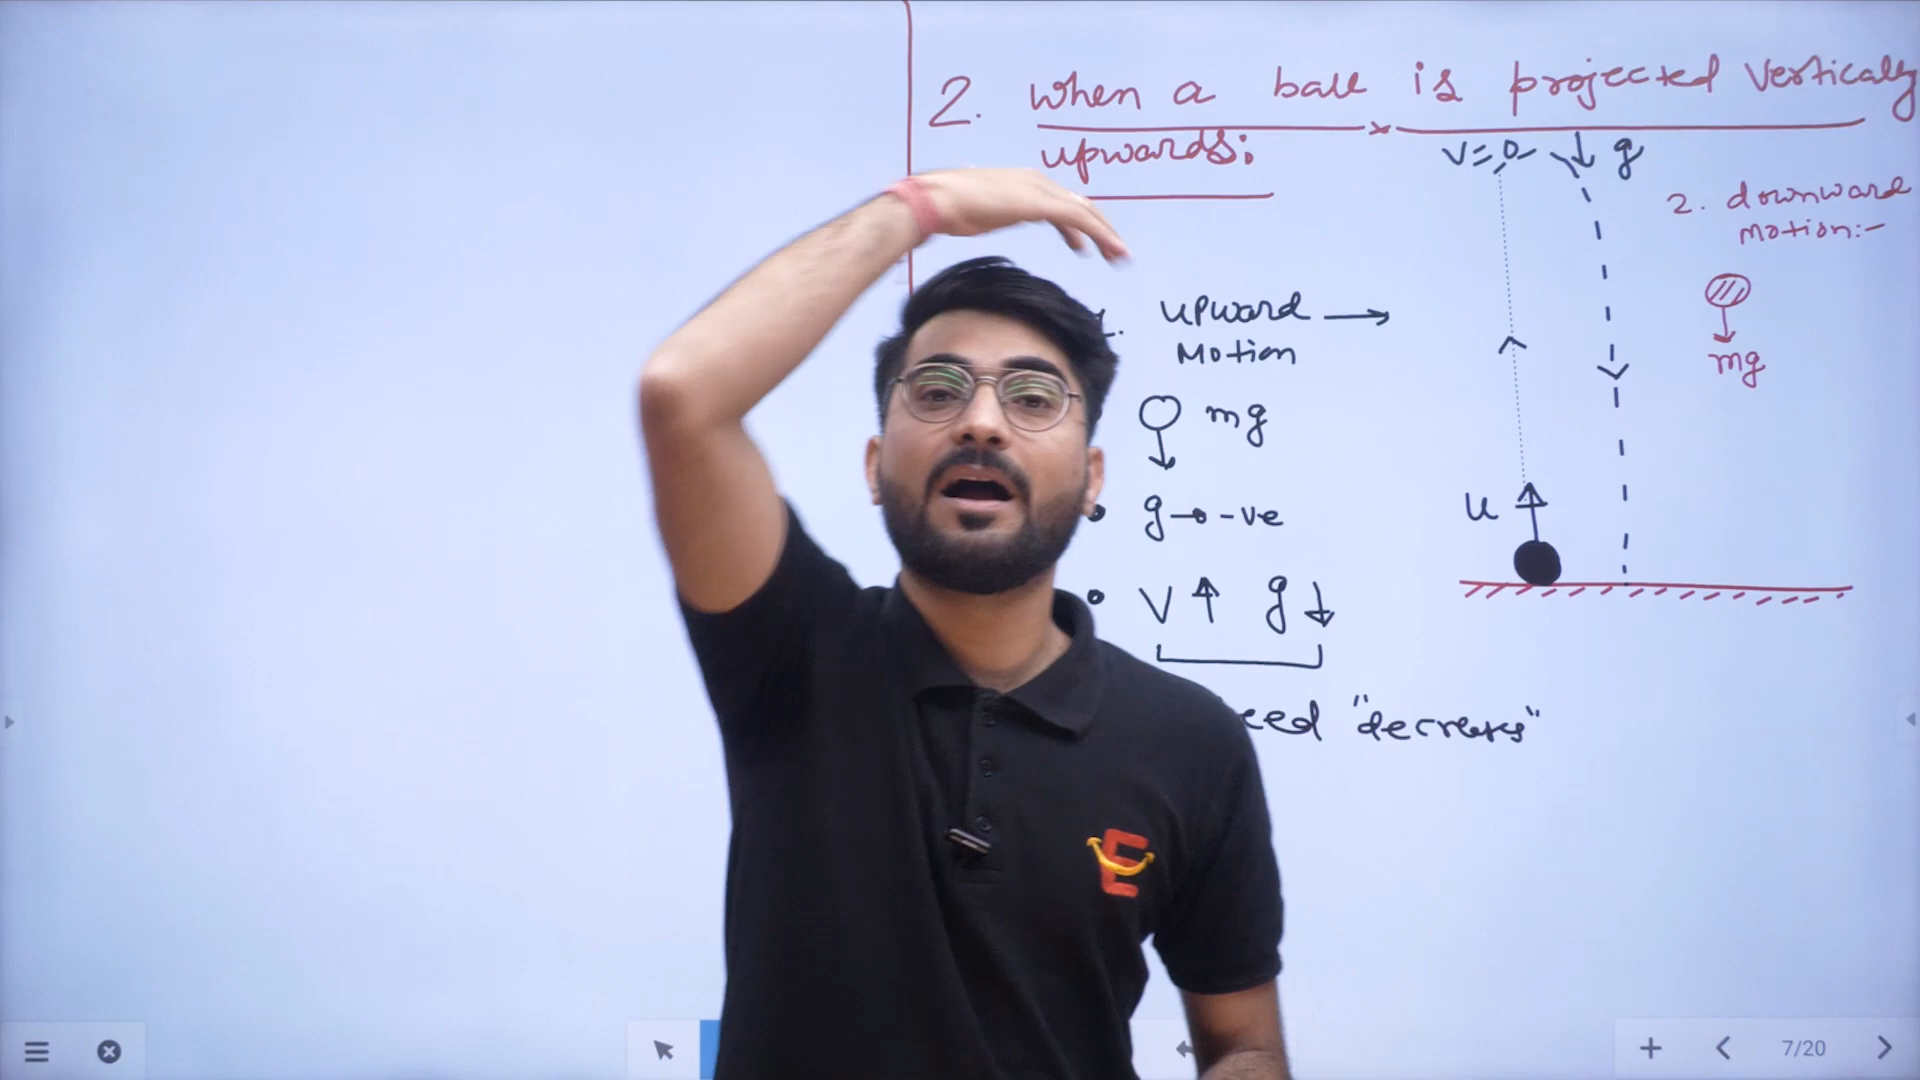 2. when a ball is projected vertically
upwards:
v=0 g
2. downward
motion:-
1. upward
Motion
mg
mg
g → -ve
u
v↑ g↓
eed "decreases"
E
7/20